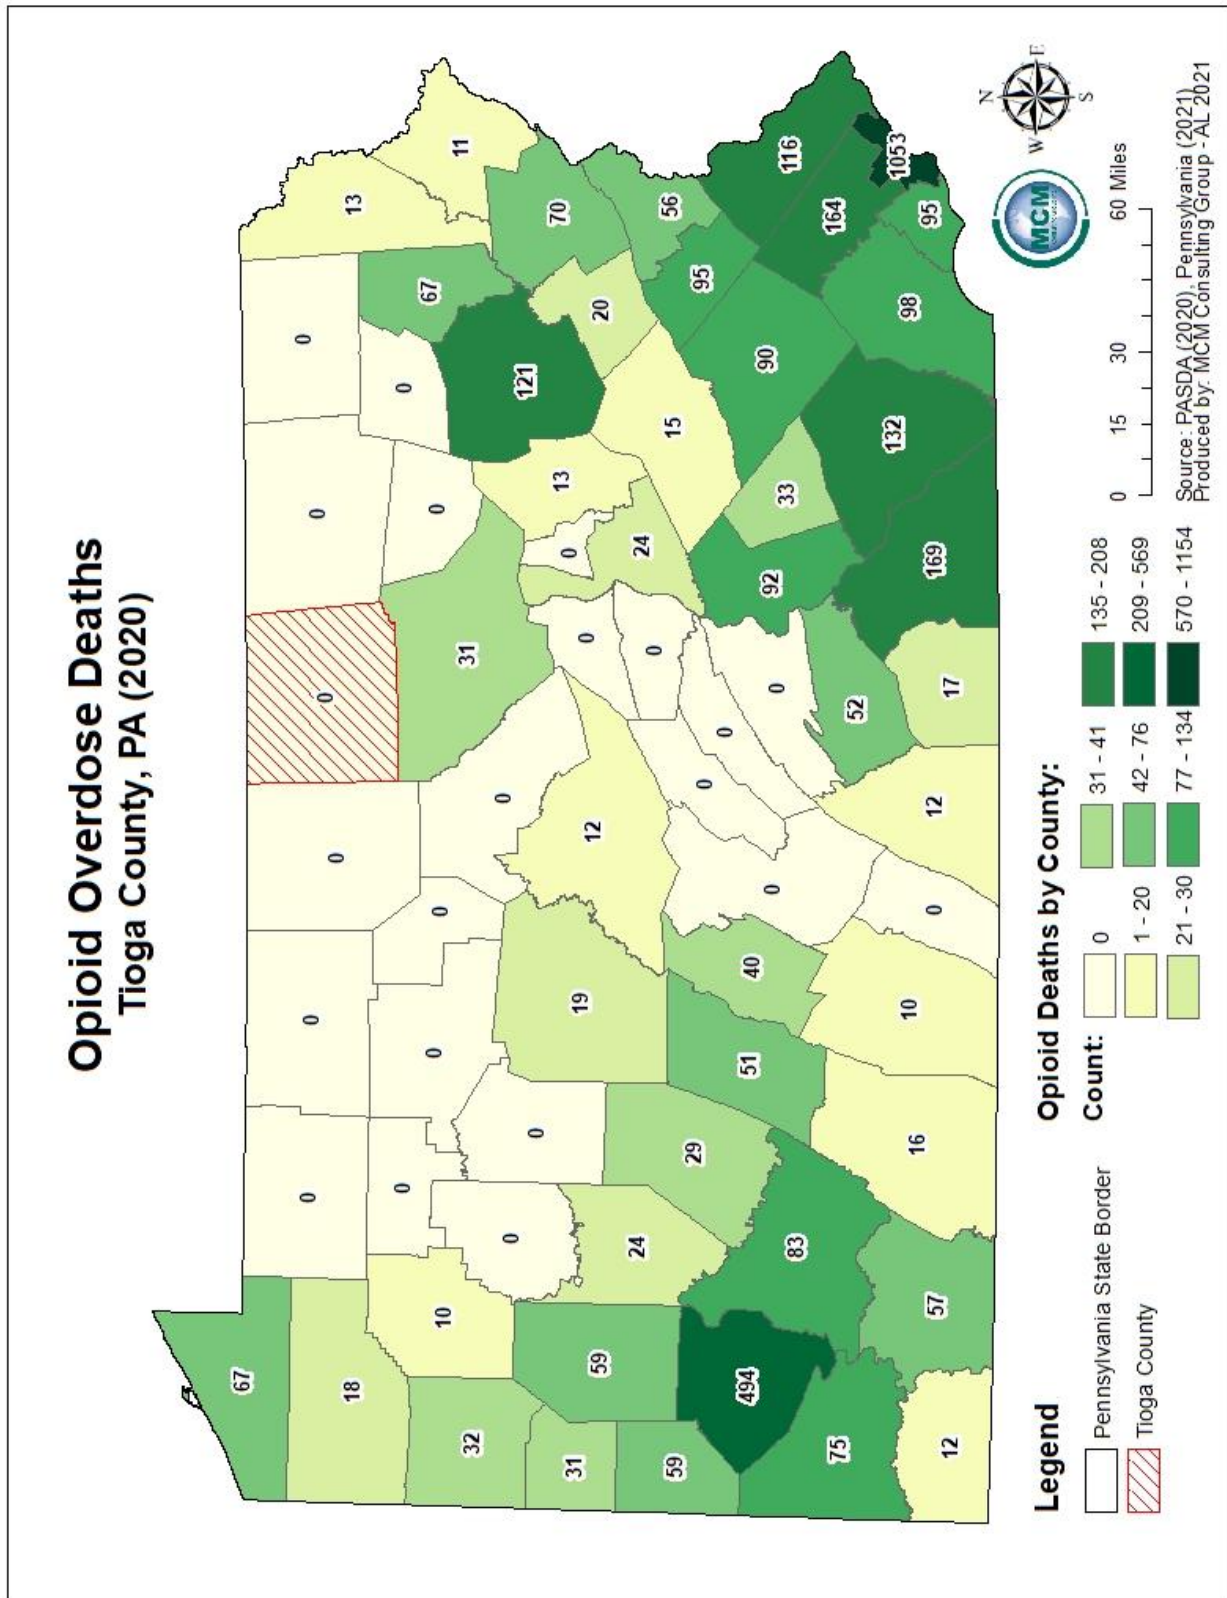 Opioid Overdose Deaths
Tioga County, PA (2020)
67
0 0 0 0 0 0 13
18
10 0 0 0 0 0 67 11
32 0 0 0 31 121
31 19 12 0 0 13 20 70
59 24 0 24 15 56
59 29 0 0 95
494 51 40 0 0 92 33 90 116
75 83 52 164 1053
12 57 16 10 0 12 17 169 132 98 95
N
W E
S
MCM
Legend
Pennsylvania State Border
Tioga County
Opioid Deaths by County:
Count:
0
1 - 20
21 - 30
31 - 41
42 - 76
77 - 134
135 - 208
209 - 569
570 - 1154
0 15 30 60 Miles
Source: PASDA (2020), Pennsylvania (2021)
Produced by: MCM Consulting Group - AL 2021